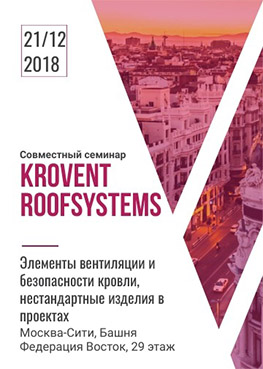 21/12
2018
Совместный семинар
KROVENT
ROOFSYSTEMS
Элементы вентиляции и
безопасности кровли,
нестандартные изделия в
проектах
Москва-Сити, Башня
Федерация Восток, 29 этаж